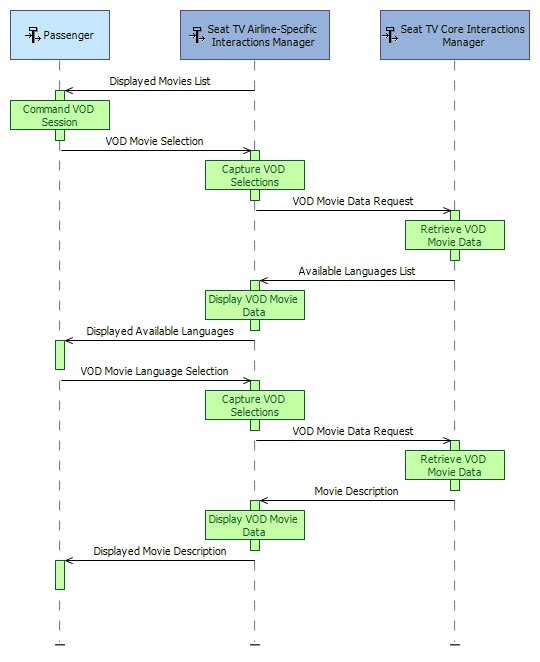 Passenger
Seat TV Airline-Specific
Interactions Manager
Seat TV Core Interactions
Manager
Displayed Movies List
Command VOD
Session
VOD Movie Selection
Capture VOD
Selections
VOD Movie Data Request
Retrieve VOD
Movie Data
Available Languages List
Display VOD Movie
Data
Displayed Available Languages
VOD Movie Language Selection
Capture VOD
Selections
VOD Movie Data Request
Retrieve VOD
Movie Data
Movie Description
Display VOD Movie
Data
Displayed Movie Description